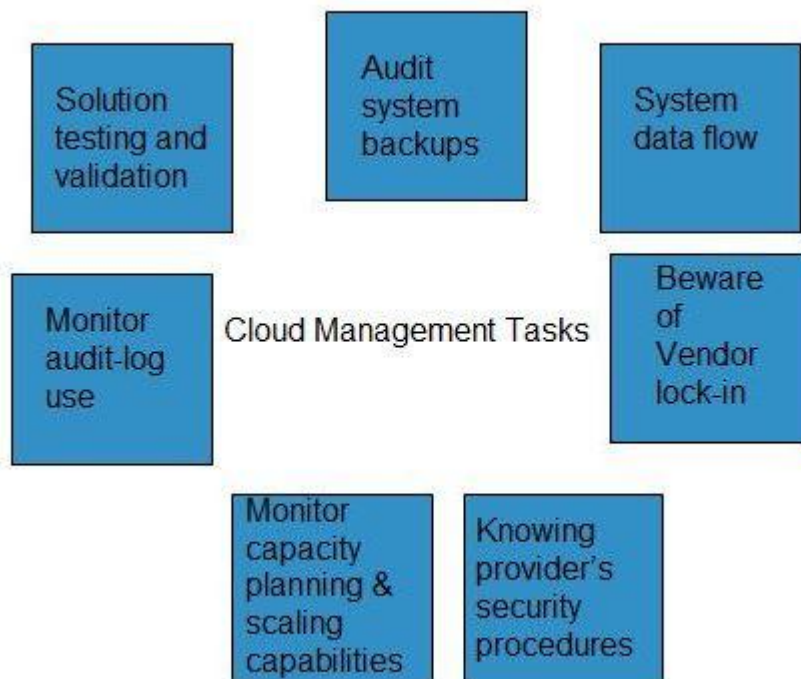 Solution
testing and
validation
Audit
system
backups
System
data flow
Monitor
audit-log
use
Cloud Management Tasks
Beware
of
Vendor
lock-in
Monitor
capacity
planning &
scaling
capabilities
Knowing
provider's
security
procedures